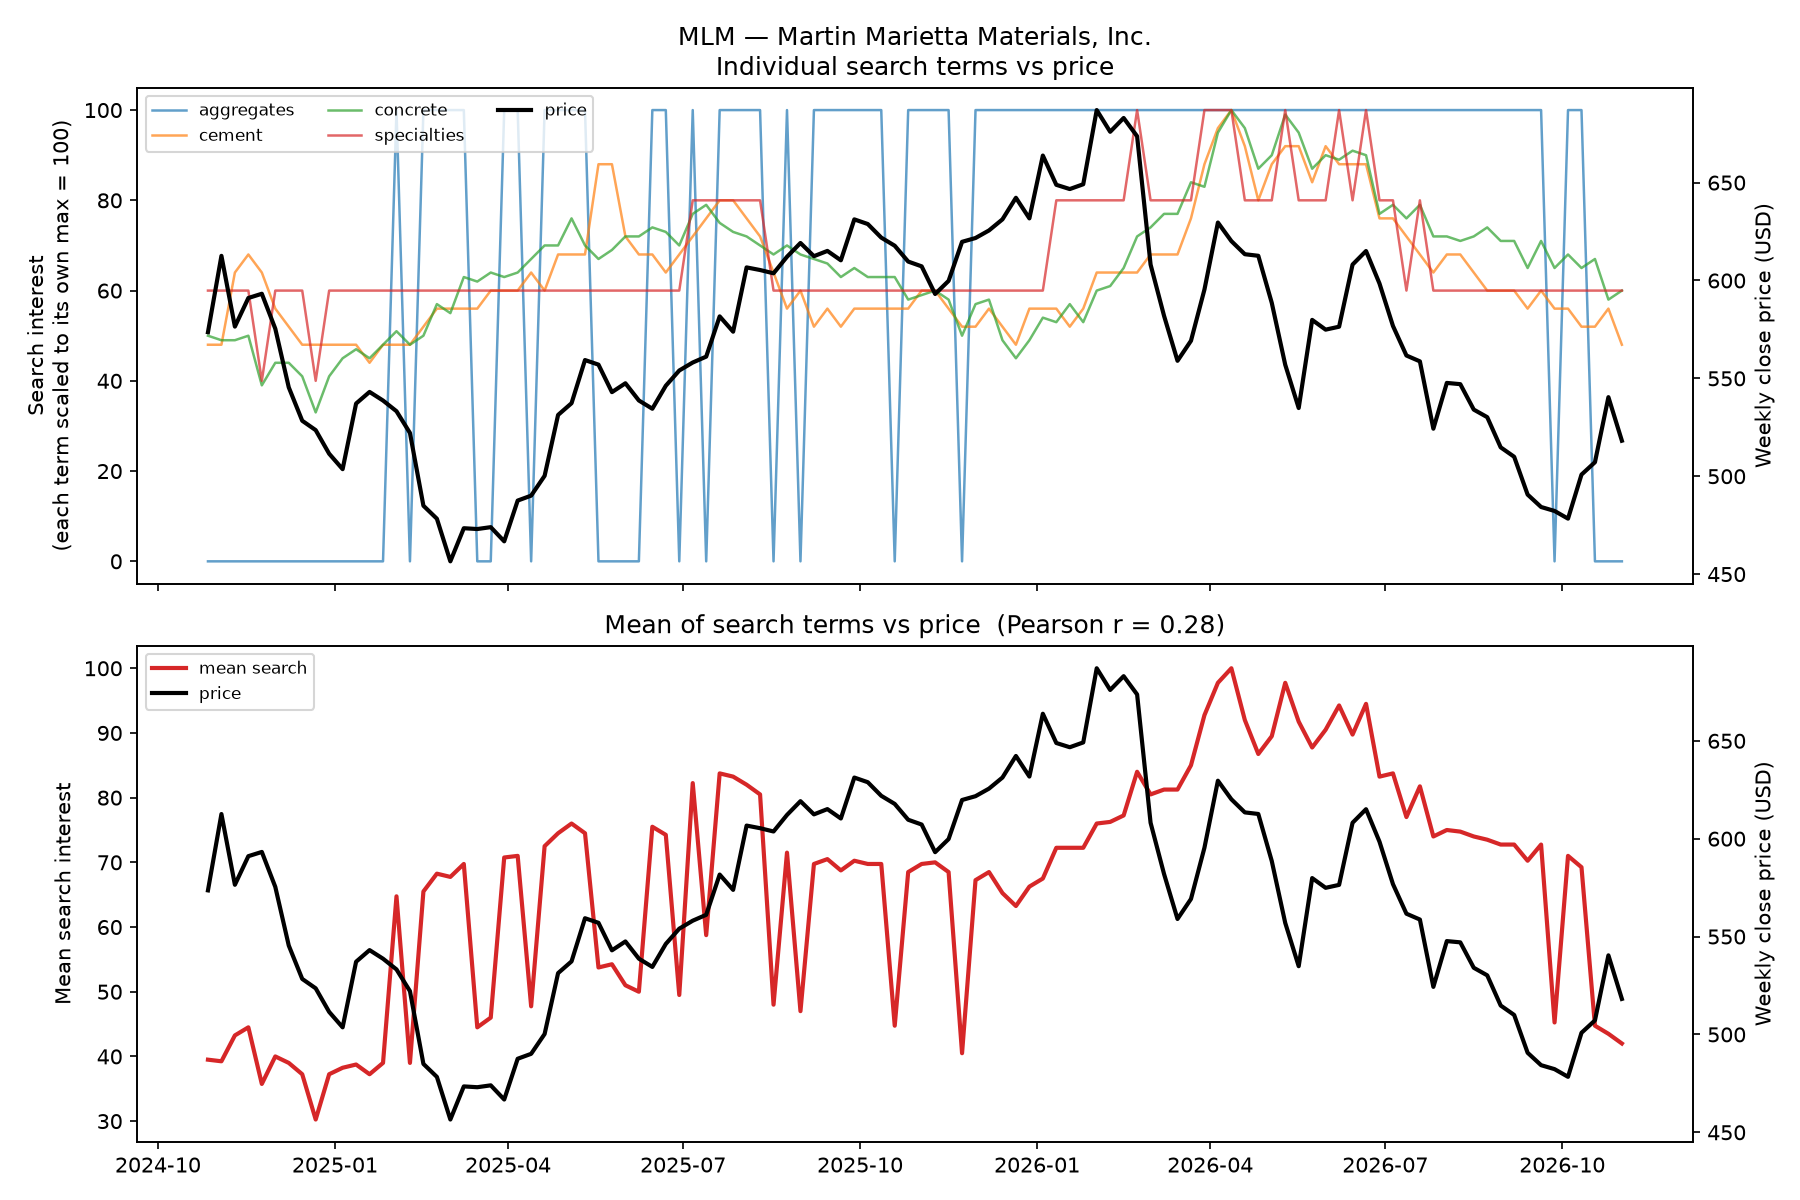 MLM — Martin Marietta Materials, Inc.
Individual search terms vs price
aggregates
cement
concrete
specialties
price
Search interest
(each term scaled to its own max = 100)
100
80
60
40
20
0
Weekly close price (USD)
650
600
550
500
450
Mean of search terms vs price (Pearson r = 0.28)
mean search
price
Mean search interest
100
90
80
70
60
50
40
30
Weekly close price (USD)
650
600
550
500
450
2024-10
2025-01
2025-04
2025-07
2025-10
2026-01
2026-04
2026-07
2026-10